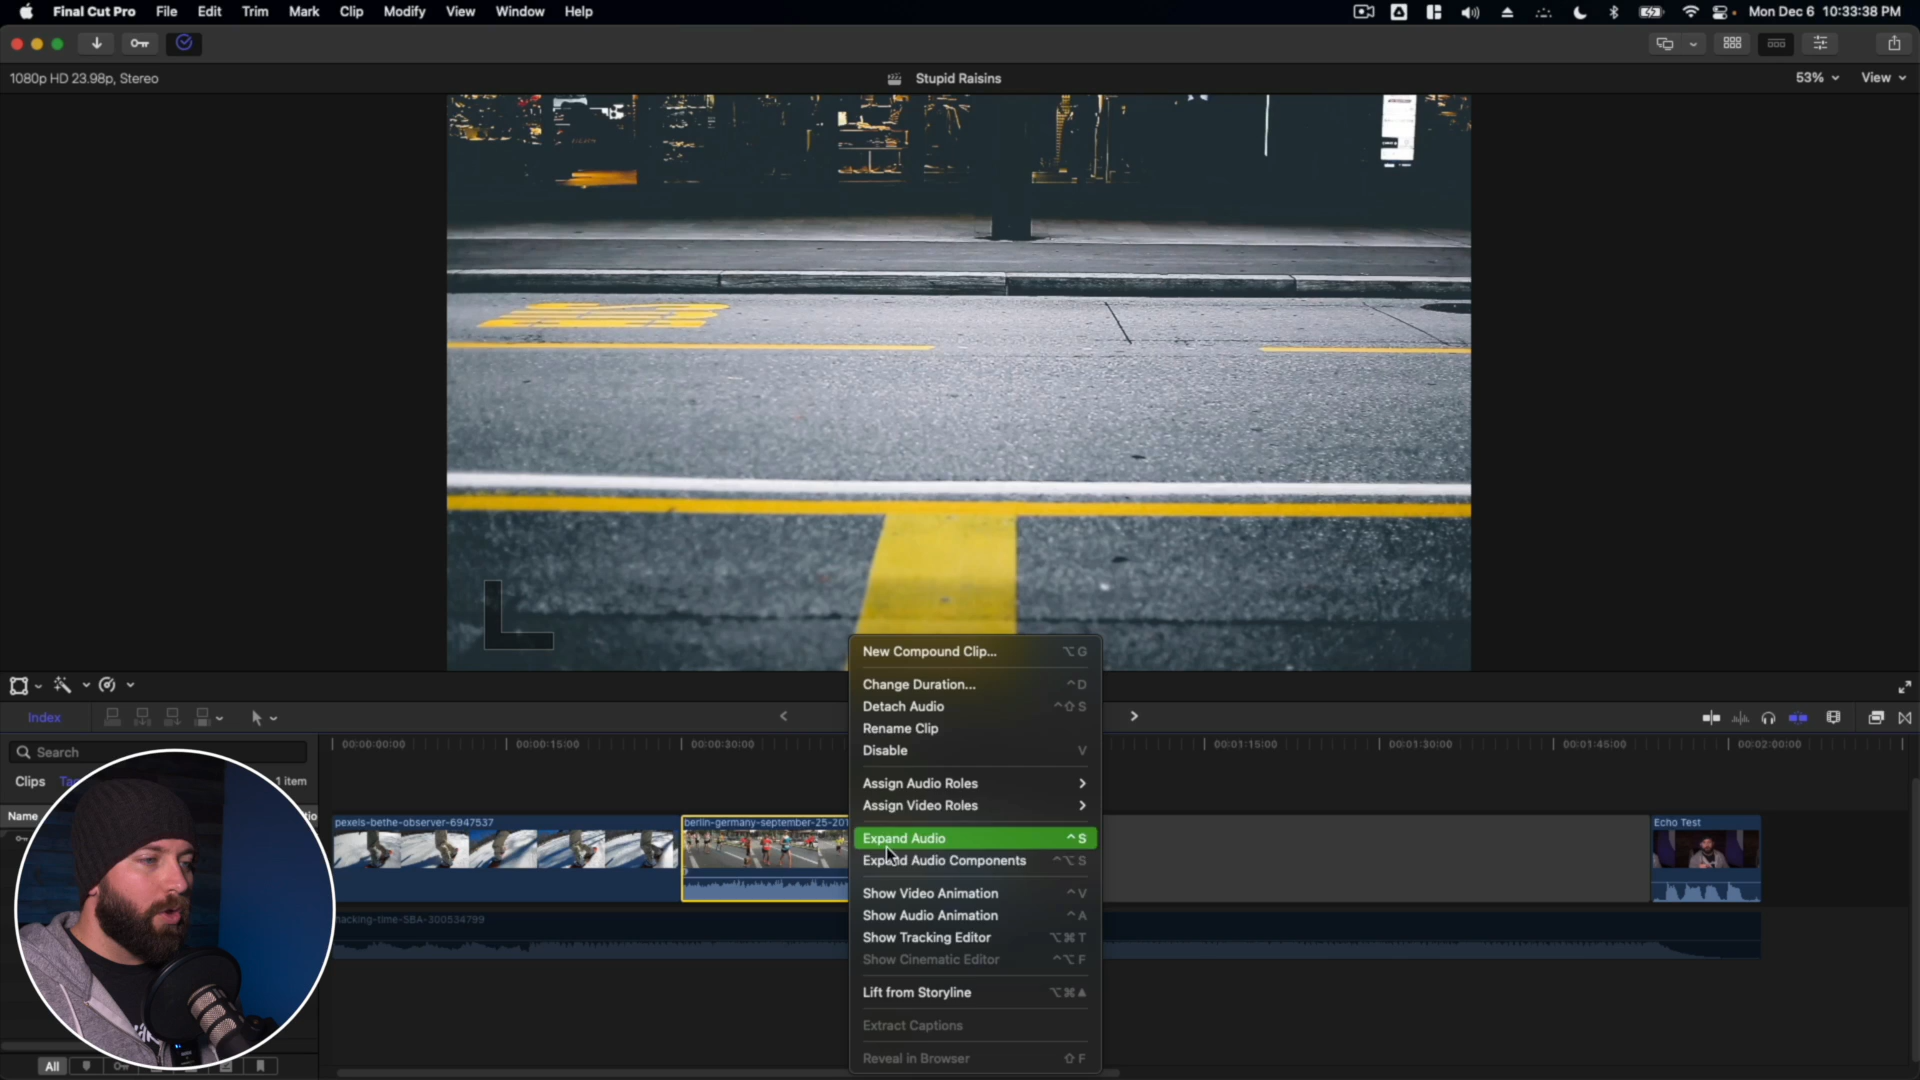 Final Cut Pro File Edit Trim Mark Clip Modify View Window Help Mon Dec 6 10:33:38 PM
1080p HD 23.98p, Stereo Stupid Raisins 53% View
New Compound Clip... ⌥ G
Change Duration... ^ D
Detach Audio ^ ⇧ S
Rename Clip
Disable V
Assign Audio Roles
Assign Video Roles
Expand Audio ^ S
Expand Audio Components ^ ⌥ S
Show Video Animation ^ V
Show Audio Animation ^ A
Show Tracking Editor ⌥ ⌘ T
Show Cinematic Editor ^ ⌥ F
Lift from Storyline ⌥ ⌘ ▲
Extract Captions
Reveal in Browser ⇧ F
Index
Search
00:00:00:00 00:00:15:00 00:00:30:00 00:01:15:00 00:01:30:00 00:01:45:00 00:02:00:00
Clips 1 item
Name
pexels-bethe-observer-6947537 berlin-germany-september-25-201 Echo Test
hacking-time-SBA-300534799
All